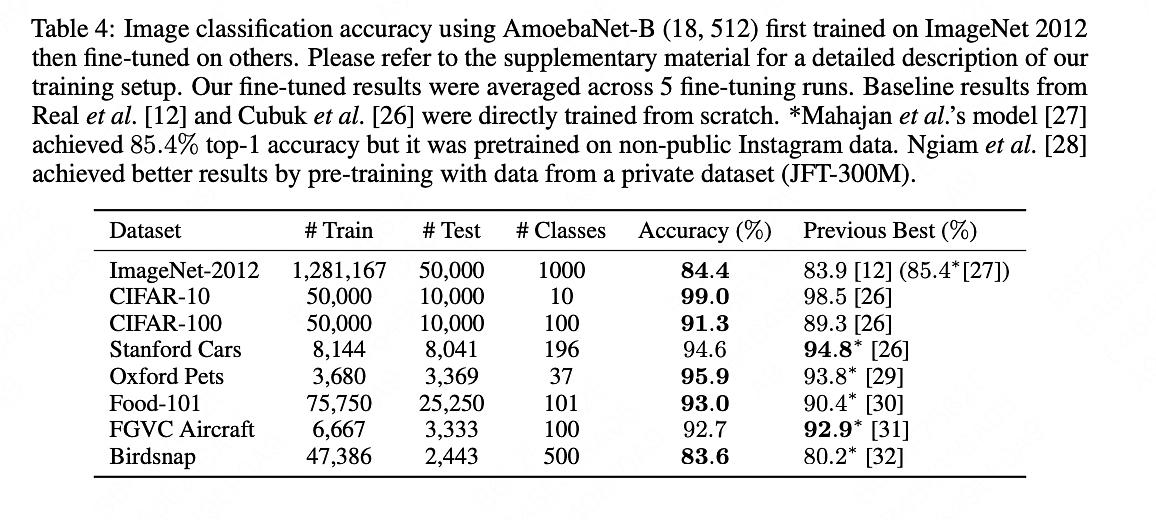 Table 4: Image classification accuracy using AmoebaNet-B (18, 512) first trained on ImageNet 2012
then fine-tuned on others. Please refer to the supplementary material for a detailed description of our
training setup. Our fine-tuned results were averaged across 5 fine-tuning runs. Baseline results from
Real et al. [12] and Cubuk et al. [26] were directly trained from scratch. *Mahajan et al.'s model [27]
achieved 85.4% top-1 accuracy but it was pretrained on non-public Instagram data. Ngiam et al. [28]
achieved better results by pre-training with data from a private dataset (JFT-300M).
Dataset # Train # Test # Classes Accuracy (%) Previous Best (%)
ImageNet-2012 1,281,167 50,000 1000 84.4 83.9 [12] (85.4*[27])
CIFAR-10 50,000 10,000 10 99.0 98.5 [26]
CIFAR-100 50,000 10,000 100 91.3 89.3 [26]
Stanford Cars 8,144 8,041 196 94.6 94.8* [26]
Oxford Pets 3,680 3,369 37 95.9 93.8* [29]
Food-101 75,750 25,250 101 93.0 90.4* [30]
FGVC Aircraft 6,667 3,333 100 92.7 92.9* [31]
Birdsnap 47,386 2,443 500 83.6 80.2* [32]